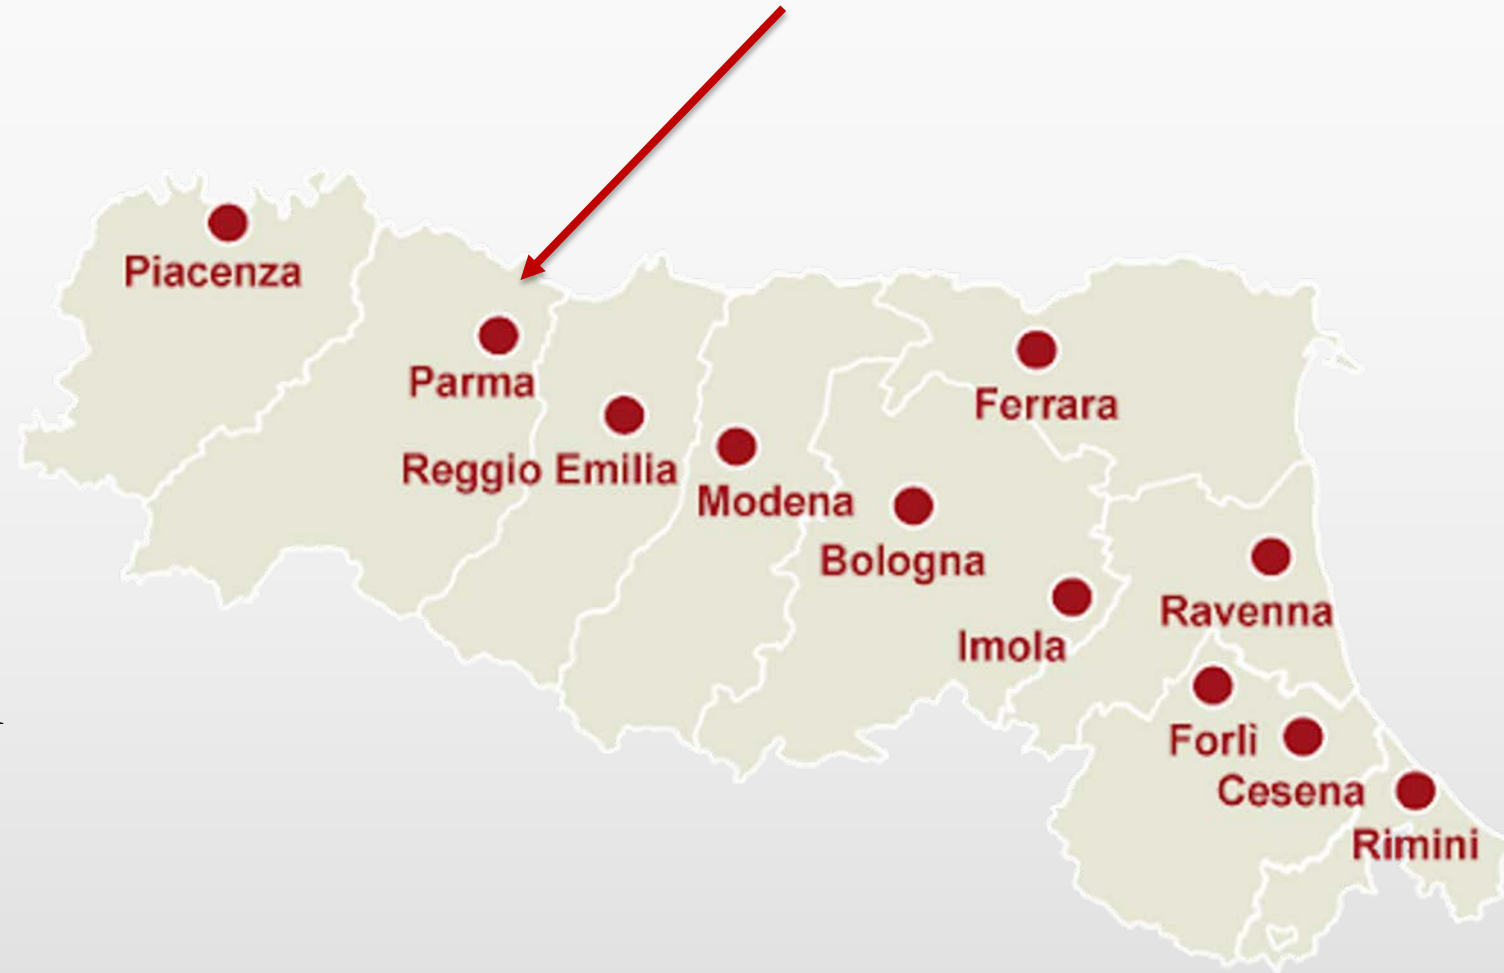 Piacenza
Parma
Ferrara
Reggio Emilia
Modena
Bologna
Ravenna
Imola
Forlì
Cesena
Rimini